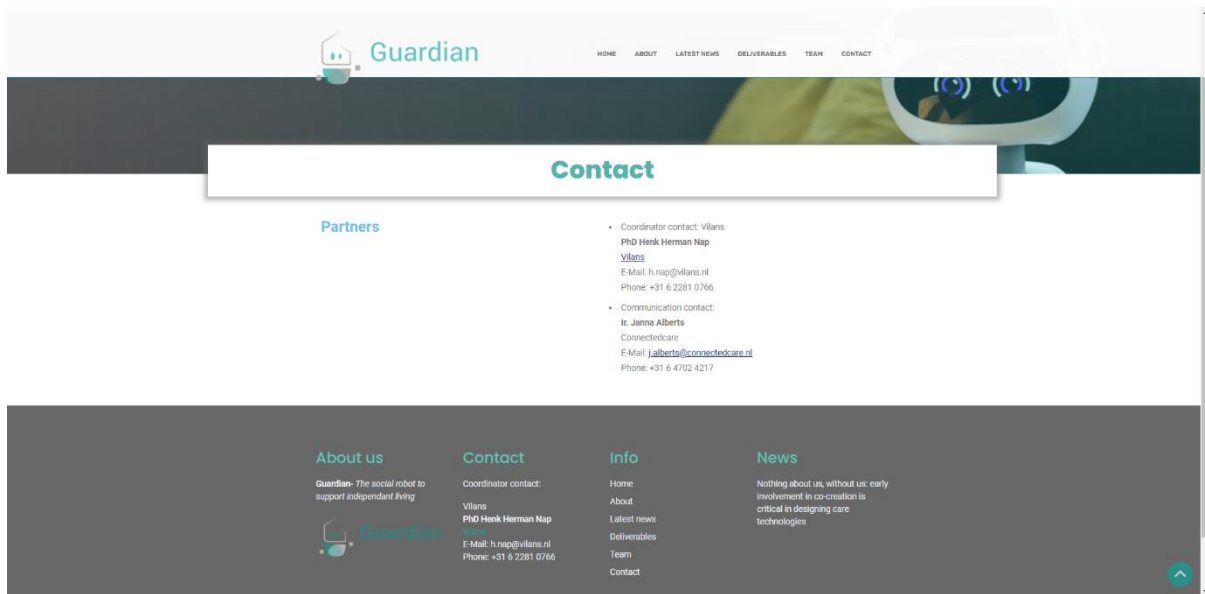 Guardian
HOME ABOUT LATEST NEWS DELIVERABLES TEAM CONTACT
Contact
Partners
• Coordinator contact: Vilans
PhD Henk Herman Nap
Vilans
E-Mail: h.nap@vilans.nl
Phone: +31 6 2281 0766
• Communication contact:
Ir. Janna Alberts
Connectedcare
E-Mail: j.alberts@connectedcare.nl
Phone: +31 6 4702 4217
About us
Guardian- The social robot to
support independant living
Guardian
Contact
Coordinator contact:
Vilans
PhD Henk Herman Nap
Vilans
E-Mail: h.nap@vilans.nl
Phone: +31 6 2281 0766
Info
Home
About
Latest news
Deliverables
Team
Contact
News
Nothing about us, without us: early
involvement in co-creation is
critical in designing care
technologies